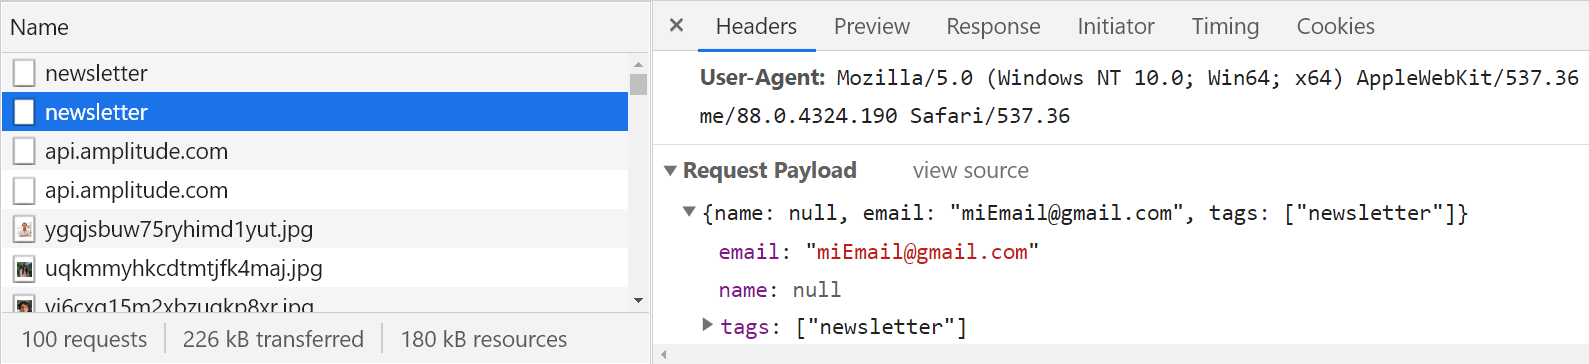 Name
newsletter
newsletter
api.amplitude.com
api.amplitude.com
ygqjsbuw75ryhimd1yut.jpg
uqkmmyhkcdtmtjfk4maj.jpg
100 requests 226 kB transferred 180 kB resources
× Headers Preview Response Initiator Timing Cookies
User-Agent: Mozilla/5.0 (Windows NT 10.0; Win64; x64) AppleWebKit/537.36
me/88.0.4324.190 Safari/537.36
Request Payload view source
{name: null, email: "miEmail@gmail.com", tags: ["newsletter"]}
email: "miEmail@gmail.com"
name: null
tags: ["newsletter"]